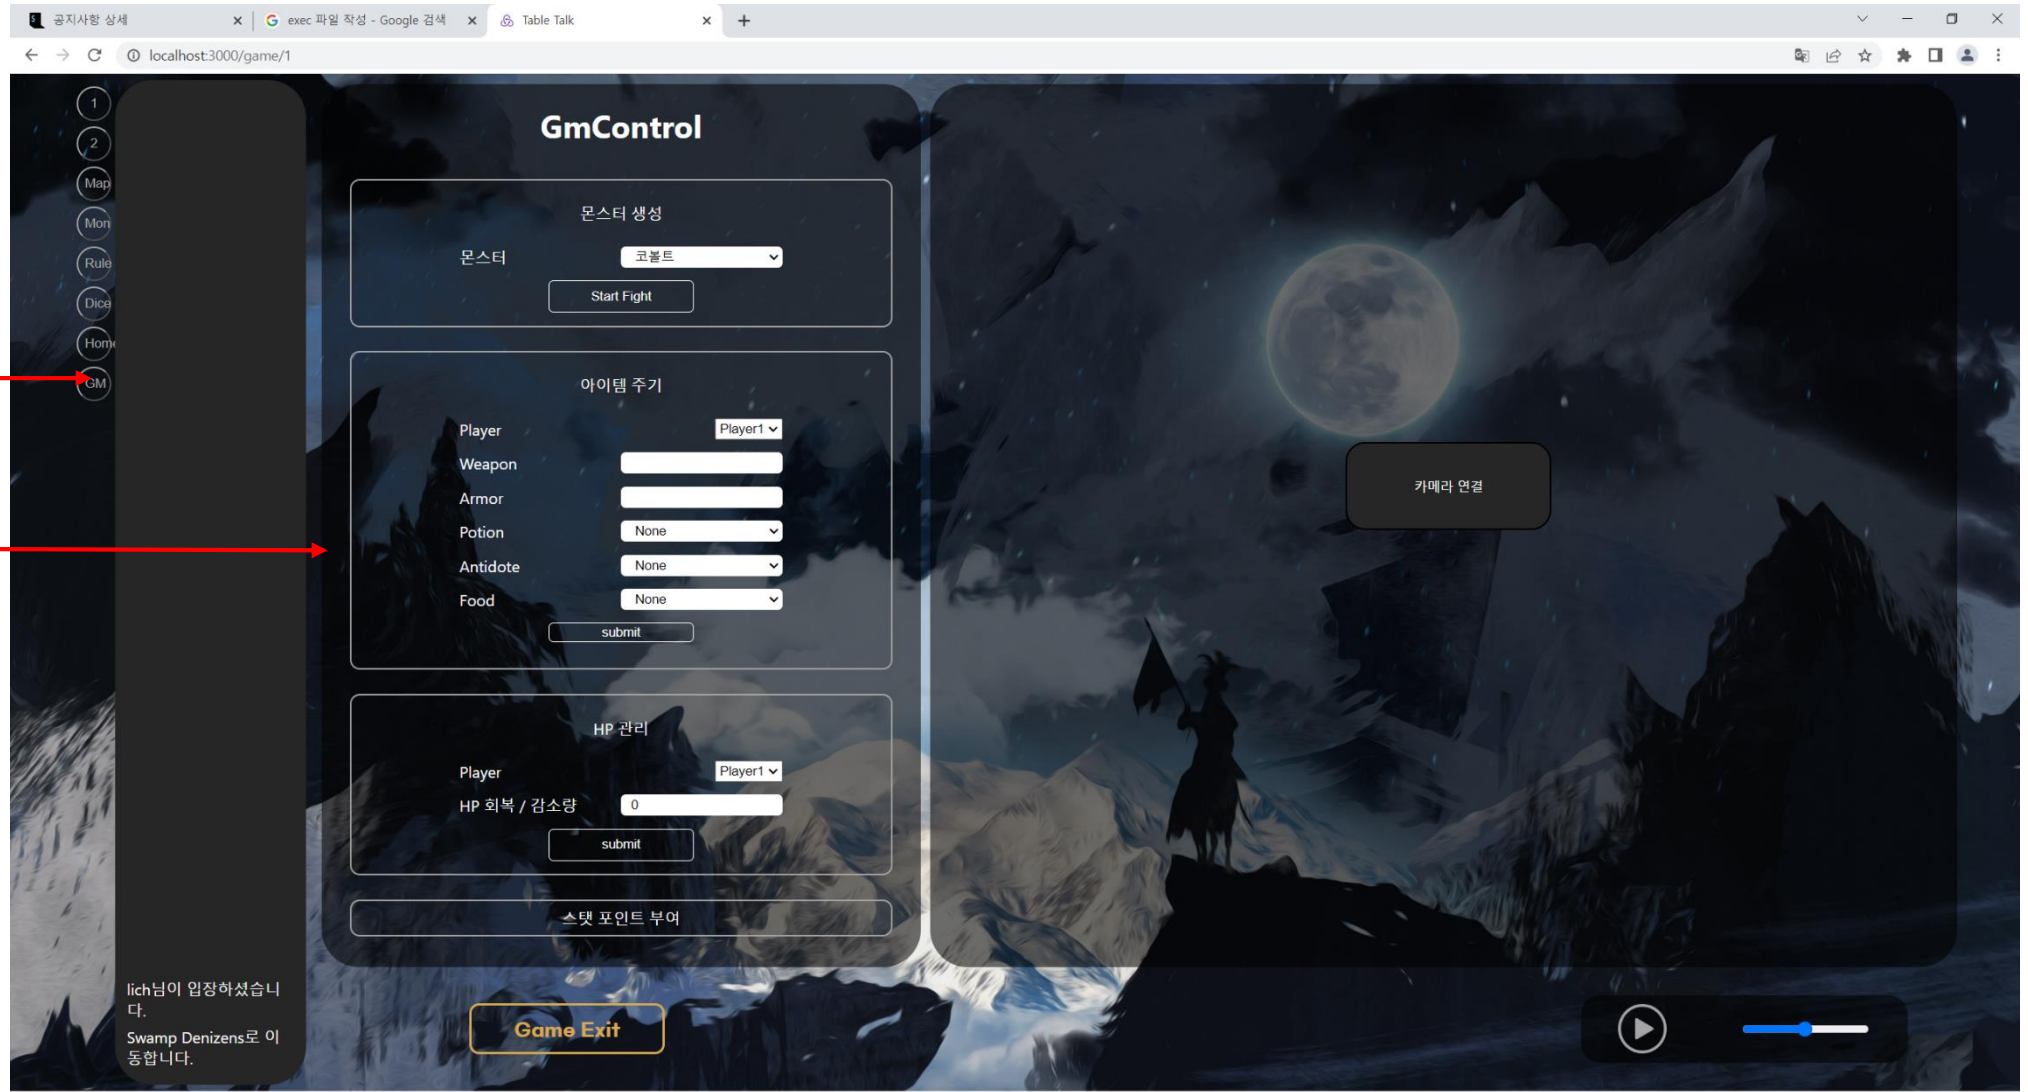 공지사항 상세
exec 파일 작성 - Google 검색
Table Talk
localhost:3000/game/1
1
2
Map
Mon
Rule
Dice
Home
GM
GmControl
몬스터 생성
몬스터 코볼트
Start Fight
아이템 주기
Player Player1
Weapon
Armor
Potion None
Antidote None
Food None
submit
HP 관리
Player Player1
HP 회복 / 감소량 0
submit
스탯 포인트 부여
카메라 연결
lich님이 입장하셨습니
다.
Swamp Denizens로 이
동합니다.
Game Exit